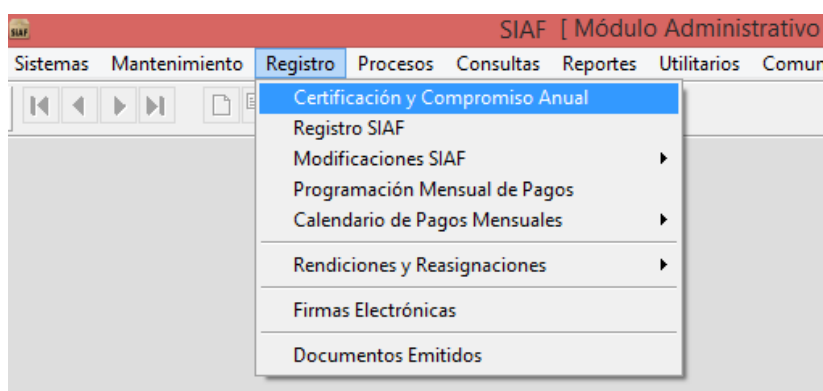 SIAF
SIAF [ Módulo Administrativo
Sistemas Mantenimiento Registro Procesos Consultas Reportes Utilitarios Comun
Certificación y Compromiso Anual
Registro SIAF
Modificaciones SIAF
Programación Mensual de Pagos
Calendario de Pagos Mensuales
Rendiciones y Reasignaciones
Firmas Electrónicas
Documentos Emitidos